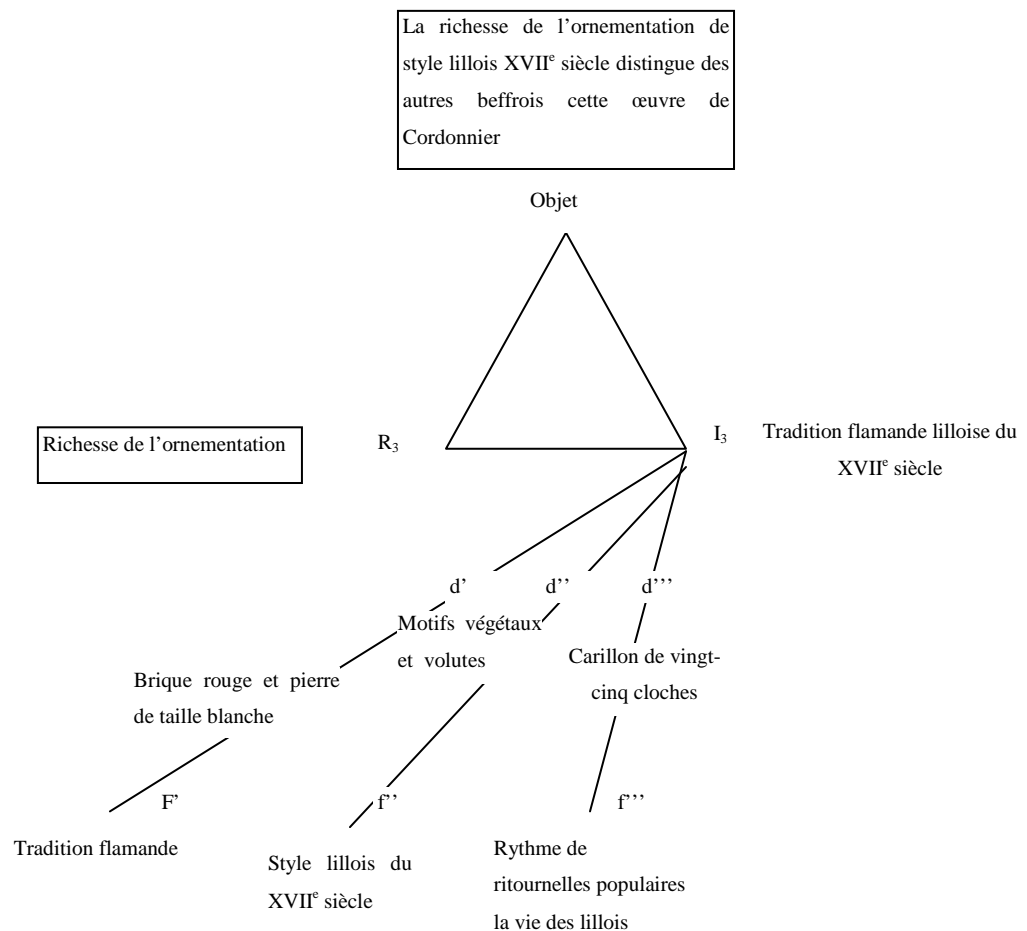 La richesse de l’ornementation de
style lillois XVIIe siècle distingue des
autres beffrois cette œuvre de
Cordonnier
Objet
Richesse de l’ornementation
R3
I3
Tradition flamande lilloise du
XVIIe siècle
d’
d’’
d’’’
Motifs végétaux
et volutes
Carillon de vingt-
cinq cloches
Brique rouge et pierre
de taille blanche
F’
f’’
f’’’
Tradition flamande
Style lillois du
XVIIe siècle
Rythme de
ritournelles populaires
la vie des lillois